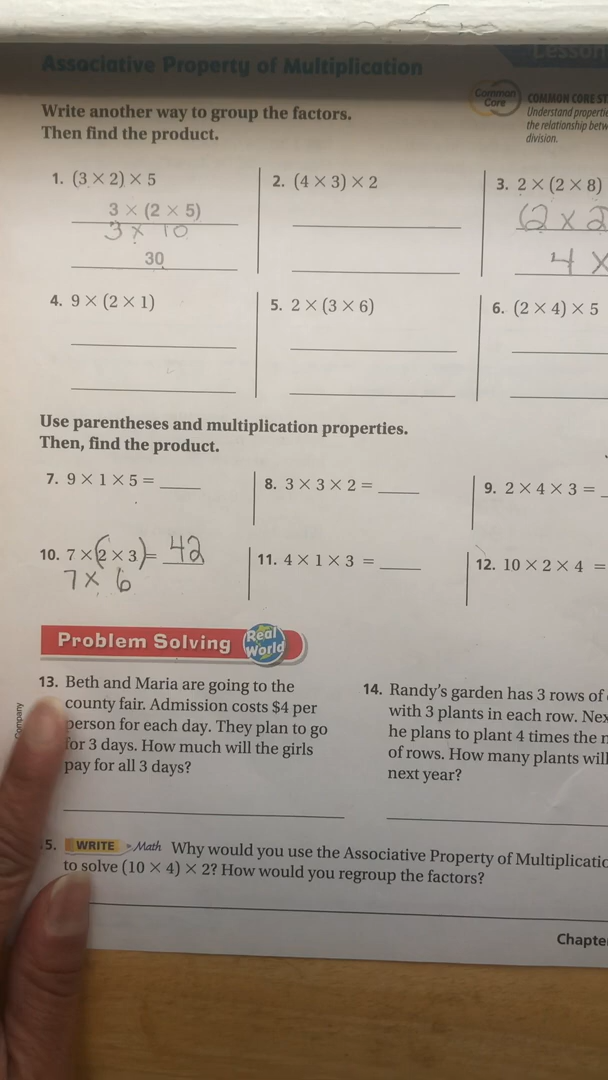 Lesson
Associative Property of Multiplication
Common
Core
COMMON CORE
Understand
the relationship
division.
Write another way to group the factors.
Then find the product.
1. (3 × 2) × 5
3 × (2 × 5)
3 × 10
30
2. (4 × 3) × 2
3. 2 × (2 × 8)
(2 × 2
4 ×
4. 9 × (2 × 1)
5. 2 × (3 × 6)
6. (2 × 4) × 5
Use parentheses and multiplication properties.
Then, find the product.
7. 9 × 1 × 5 = ____
8. 3 × 3 × 2 = ____
9. 2 × 4 × 3 = _
10. 7 × (2 × 3) = 42
7 × 6
11. 4 × 1 × 3 = ____
12. 10 × 2 × 4 =
Problem Solving Real
World
13. Beth and Maria are going to the
county fair. Admission costs $4 per
person for each day. They plan to go
for 3 days. How much will the girls
pay for all 3 days?
14. Randy's garden has 3 rows of
with 3 plants in each row.
he plans to plant 4 times the
of rows. How many plants
next year?
5. WRITE Math Why would you use the Associative Property of
to solve (10 × 4) × 2? How would you regroup the factors?
Company